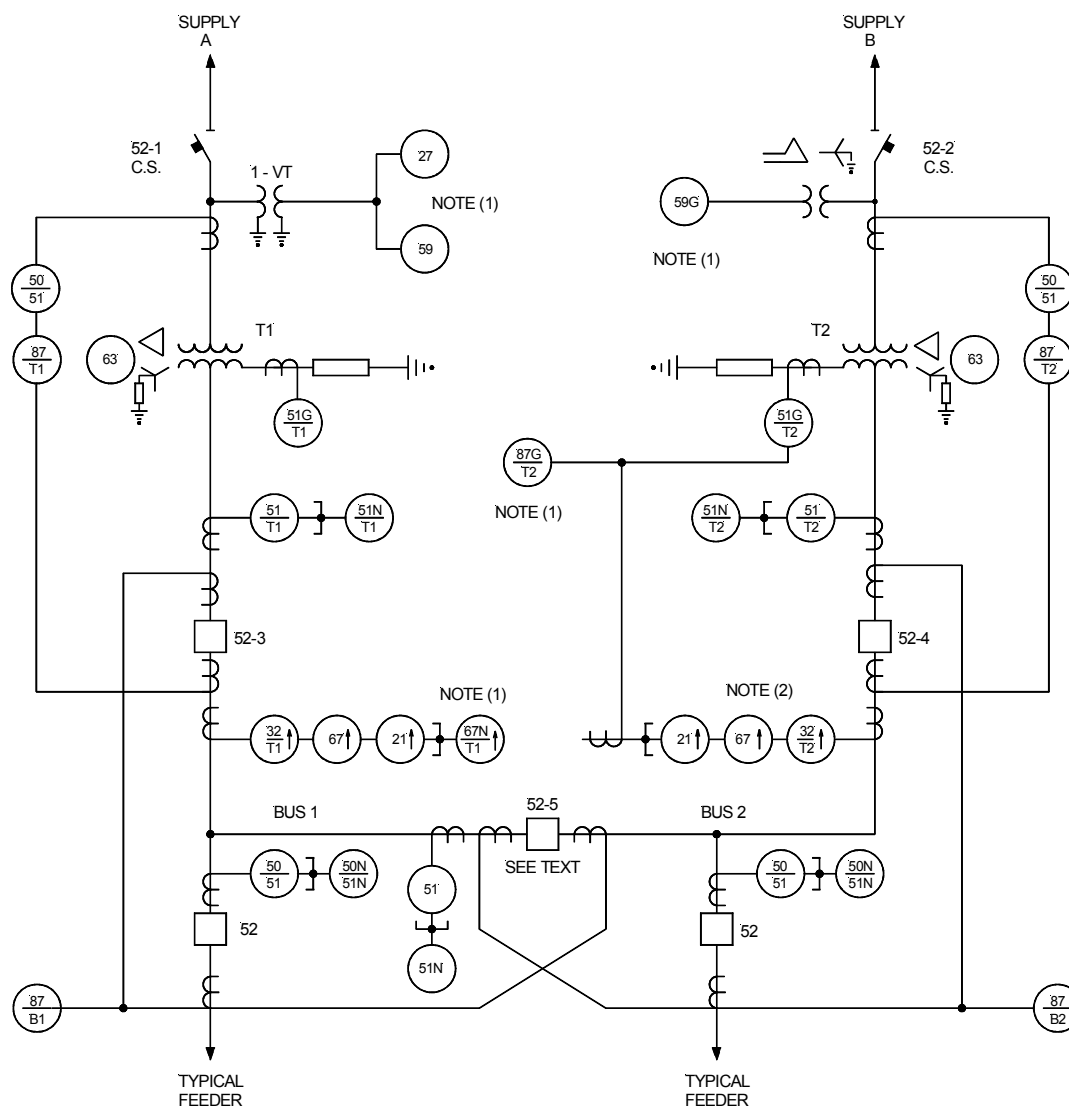 SUPPLY
A
SUPPLY
B
52-1
C.S.
1 - VT
27
NOTE (1)
59
52-2
C.S.
59G
NOTE (1)
50
51
87
T1
63
T1
51G
T1
T2
63
50
51
87
T2
51G
T2
87G
T2
NOTE (1)
51
T1
51N
T1
51N
T2
51
T2
52-3
52-4
NOTE (1)
32
T1
67
21
67N
T1
NOTE (2)
21
67
32
T2
BUS 1
52-5
SEE TEXT
BUS 2
50
51
50N
51N
51
51N
50
51
50N
51N
52
52
87
B1
87
B2
TYPICAL
FEEDER
TYPICAL
FEEDER